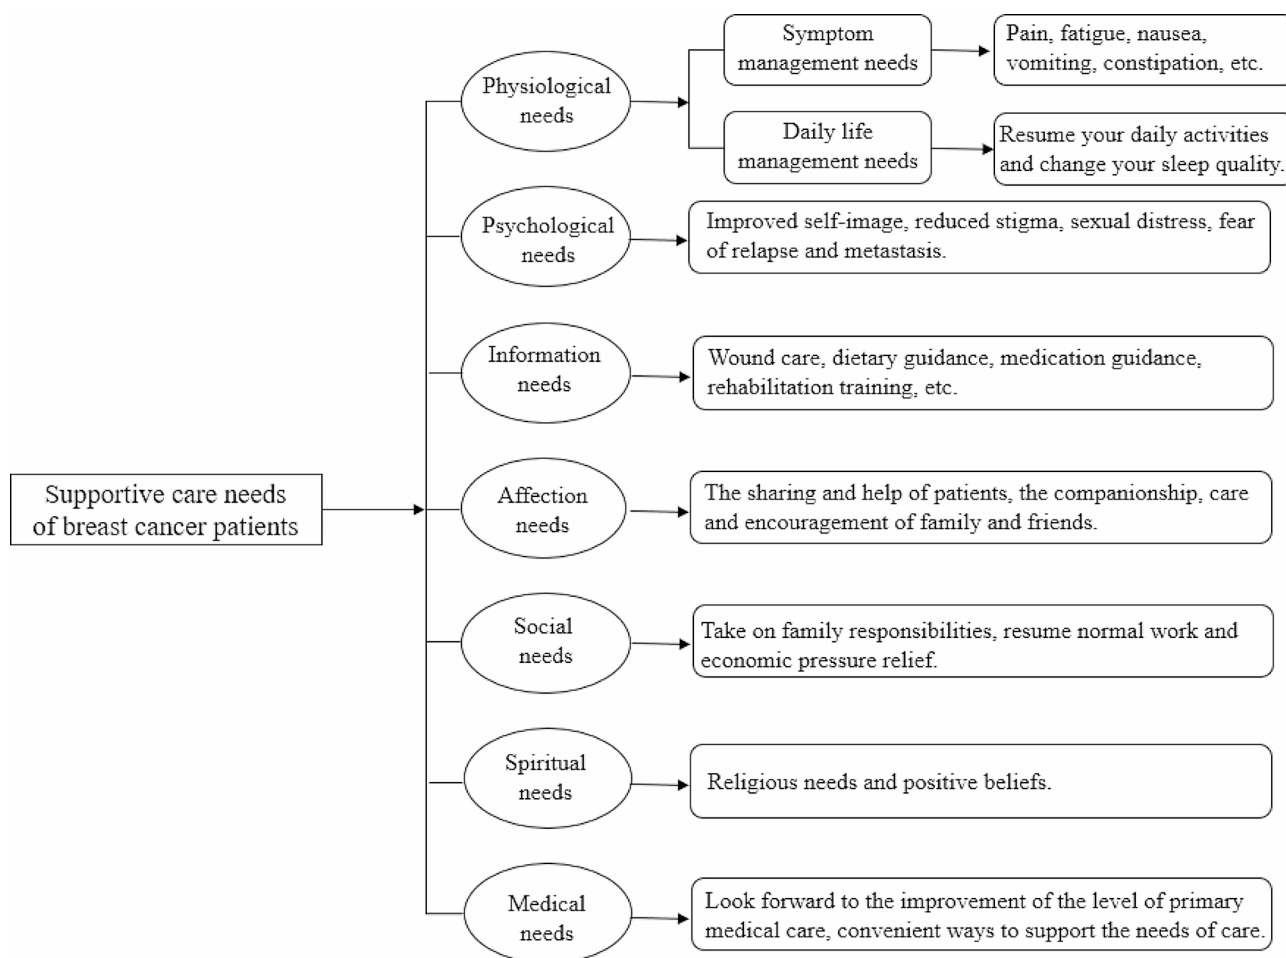 Symptom
management needs
Pain, fatigue, nausea,
vomiting, constipation, etc.
Physiological
needs
Daily life
management needs
Resume your daily activities
and change your sleep quality.
Psychological
needs
Improved self-image, reduced stigma, sexual distress, fear
of relapse and metastasis.
Information
needs
Wound care, dietary guidance, medication guidance,
rehabilitation training, etc.
Supportive care needs
of breast cancer patients
Affection
needs
The sharing and help of patients, the companionship, care
and encouragement of family and friends.
Social
needs
Take on family responsibilities, resume normal work and
economic pressure relief.
Spiritual
needs
Religious needs and positive beliefs.
Medical
needs
Look forward to the improvement of the level of primary
medical care, convenient ways to support the needs of care.